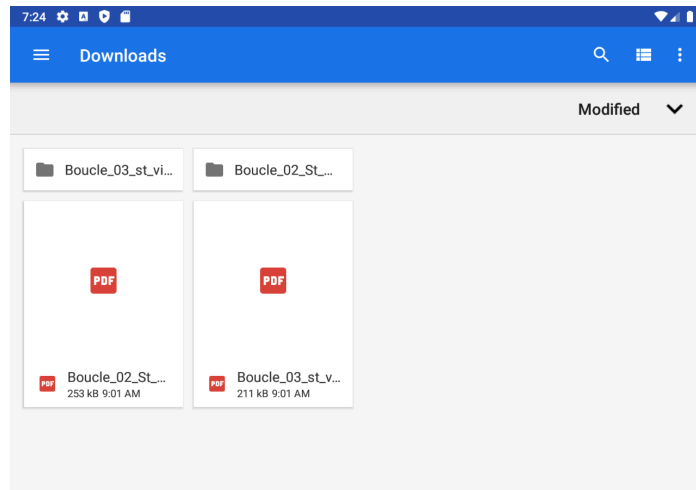 7:24
Downloads
Modified
Boucle_03_st_vi... Boucle_02_St_...
PDF PDF
PDF Boucle_02_St_... PDF Boucle_03_st_v...
253 kB 9:01 AM 211 kB 9:01 AM